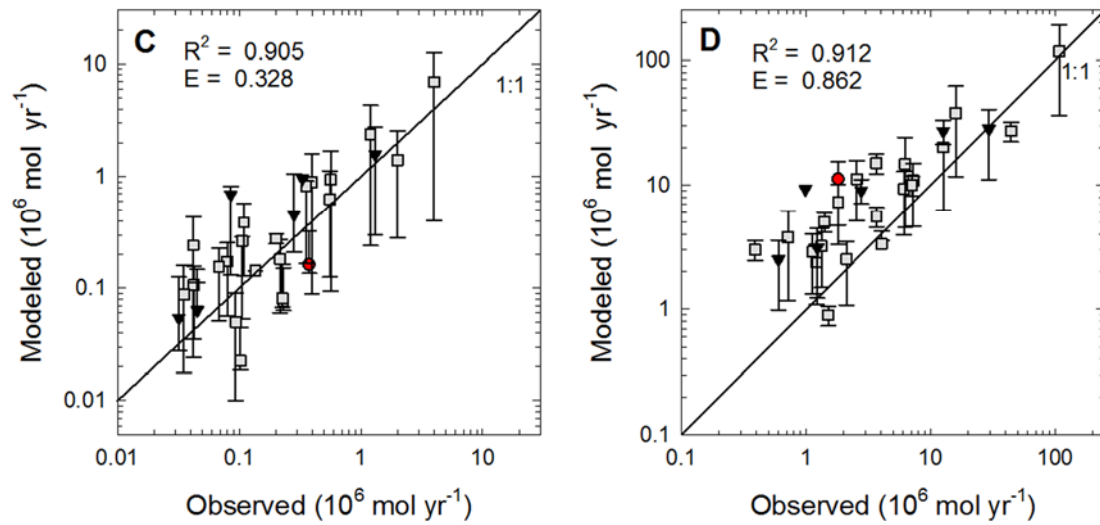 C
R² = 0.905
E = 0.328
1:1
10
1
0.1
0.01
Modeled (10⁶ mol yr⁻¹)
0.01 0.1 1 10
Observed (10⁶ mol yr⁻¹)
D
R² = 0.912
E = 0.862
1:1
100
10
1
0.1
Modeled (10⁶ mol yr⁻¹)
0.1 1 10 100
Observed (10⁶ mol yr⁻¹)